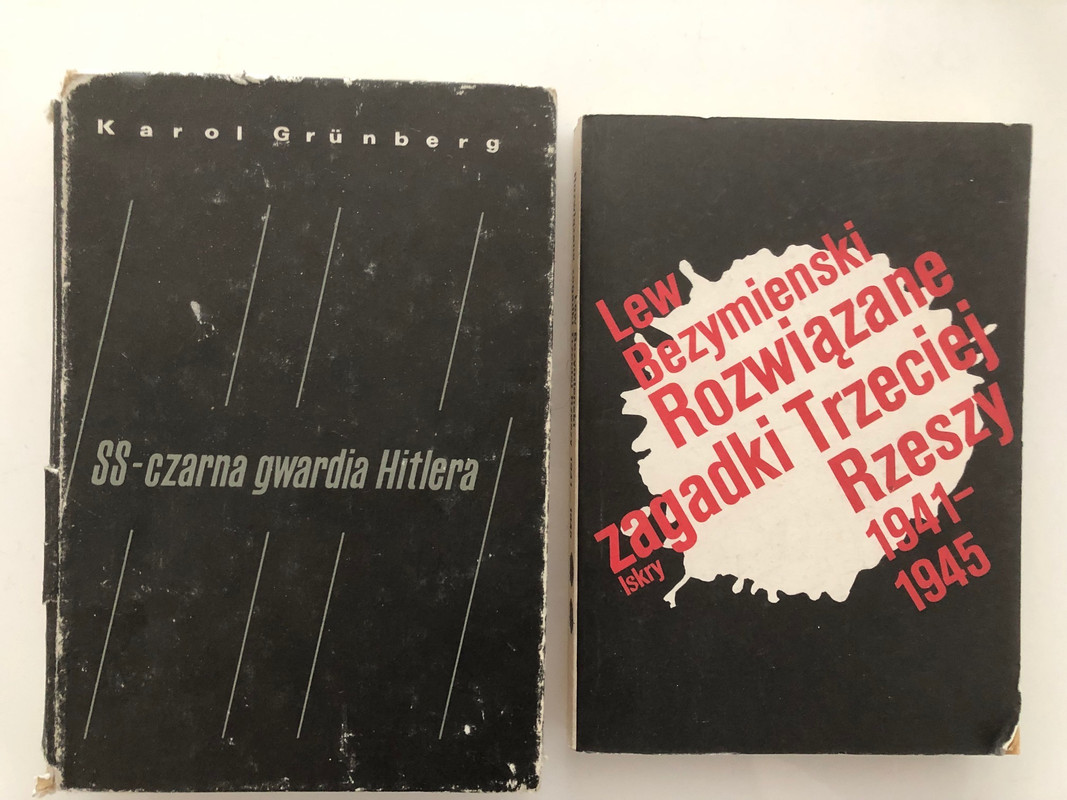 Karol Grünberg
SS-czarna gwardia Hitlera
Lew
Bezymienski
Rozwiązane
zagadki Trzeciej
Rzeszy
1941-
1945
Iskry